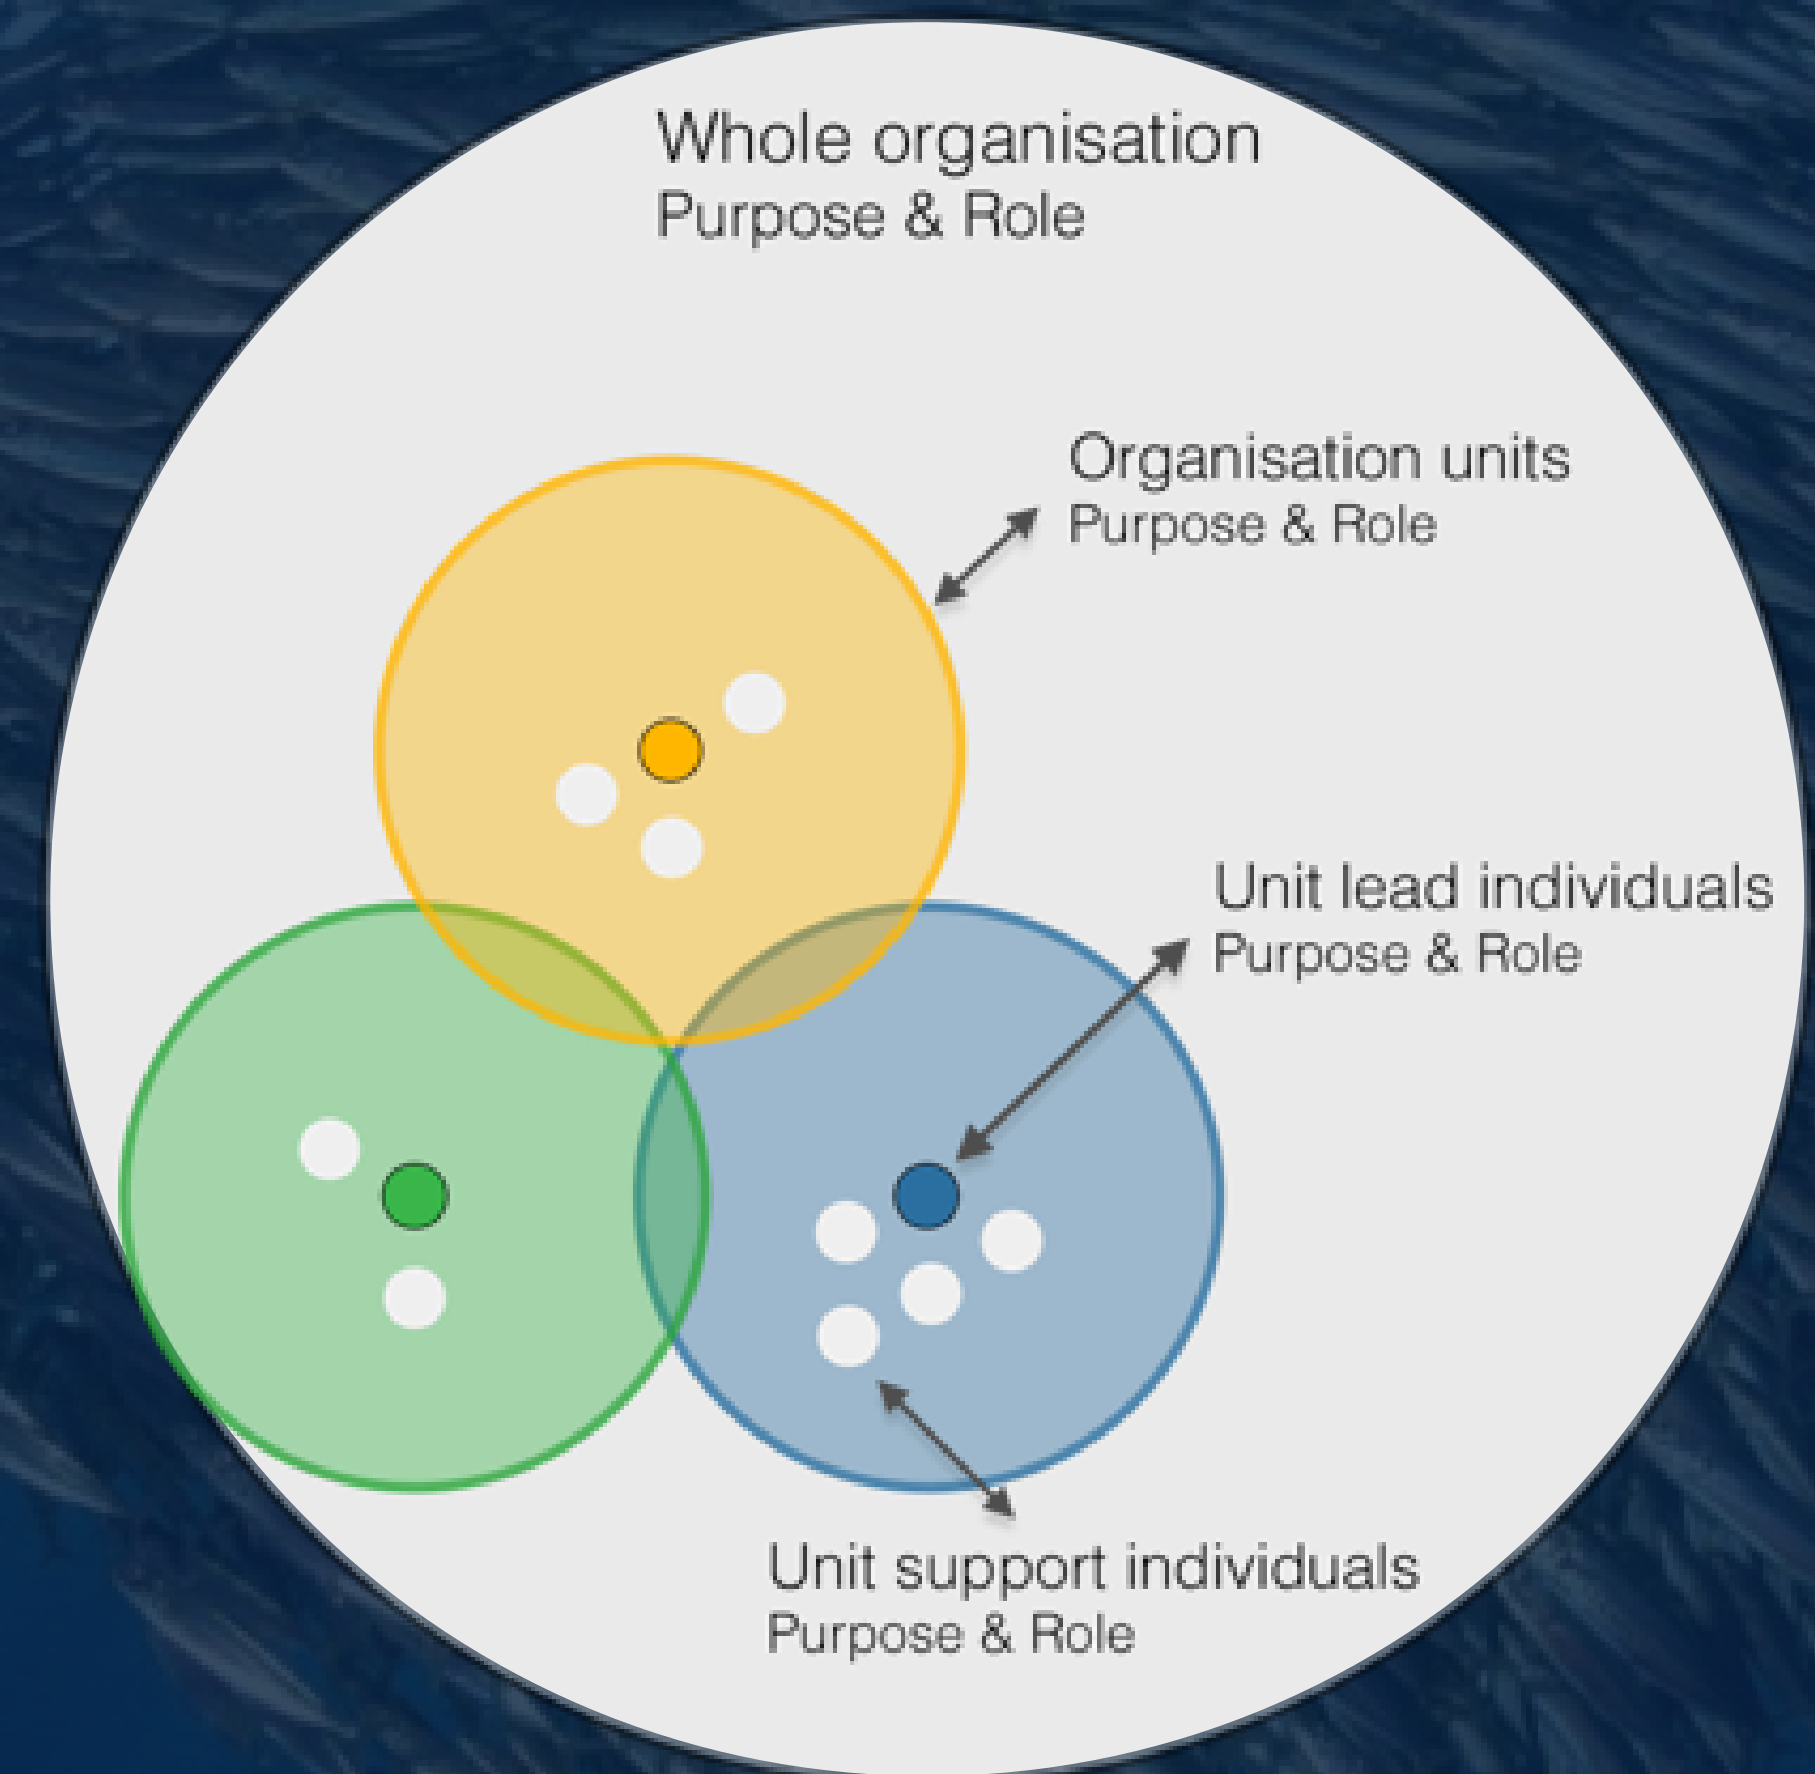 Whole organisation
Purpose & Role
Organisation units
Purpose & Role
Unit lead individuals
Purpose & Role
Unit support individuals
Purpose & Role